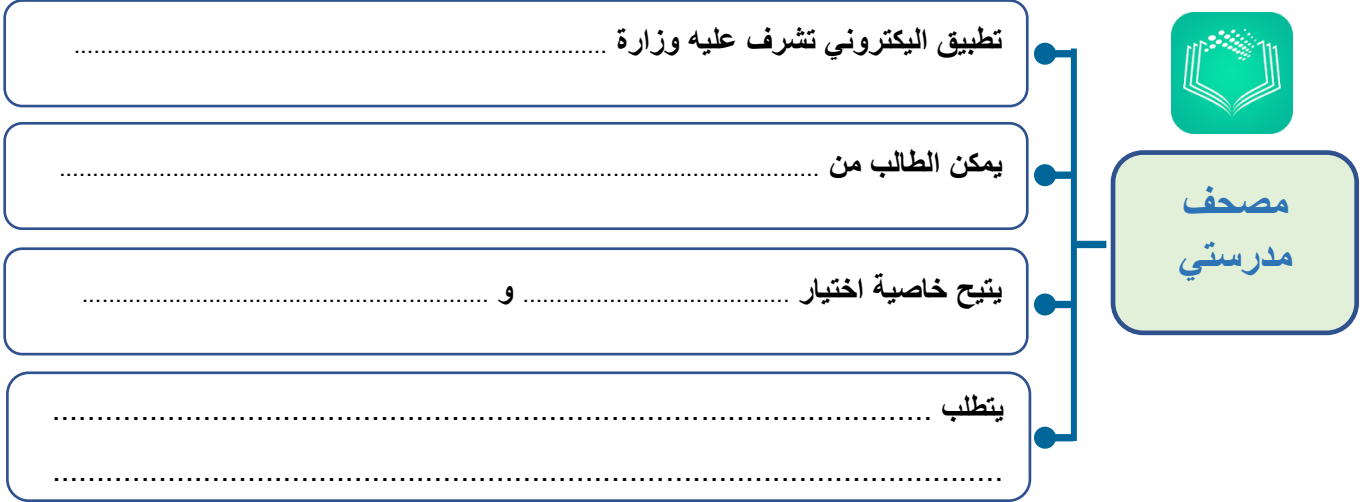 تطبيق اليكتروني تشرف عليه وزارة ................................................................................
يمكن الطالب من ...................................................................................................................
يتيح خاصية اختيار ........................................ و .............................................................
يتطلب .....................................................................................................
.............................................................................................................
مصحف
مدرستي